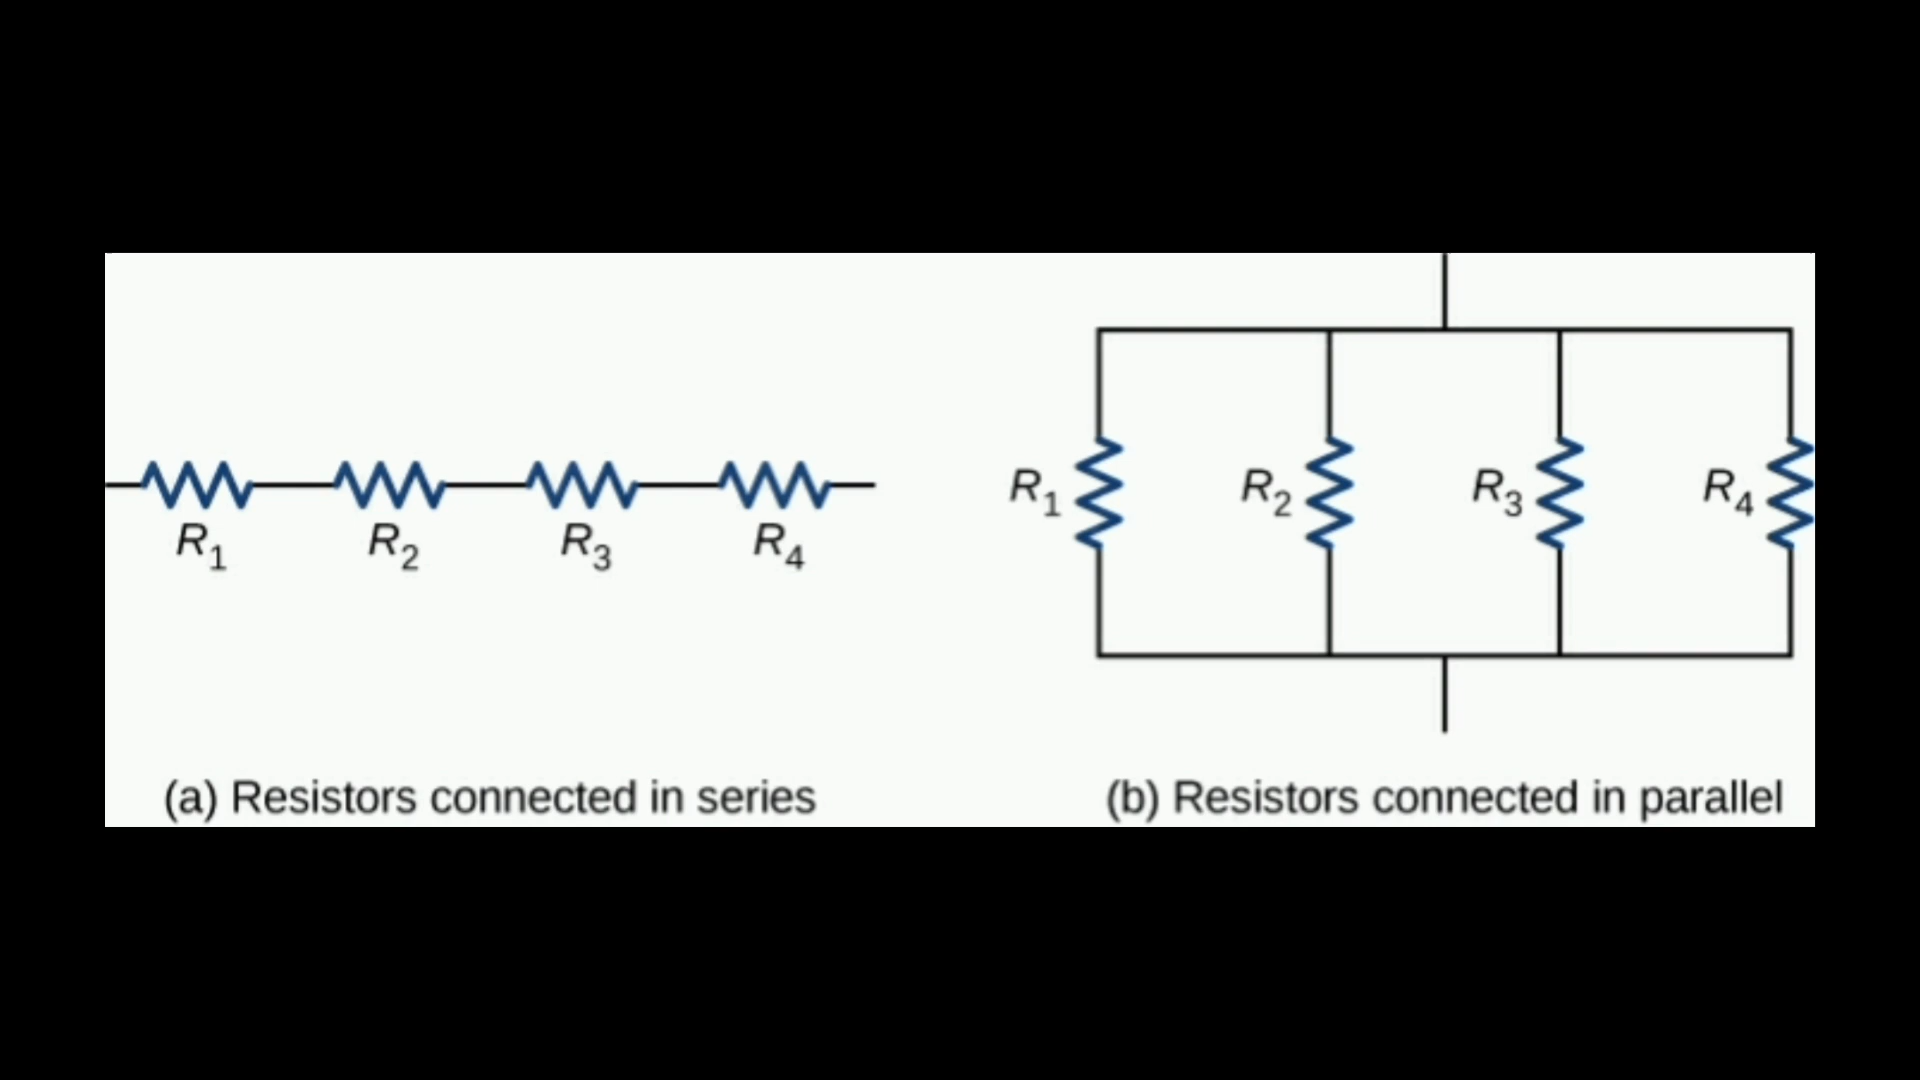 R1 R2 R3 R4
R1 R2 R3 R4
(a) Resistors connected in series
(b) Resistors connected in parallel